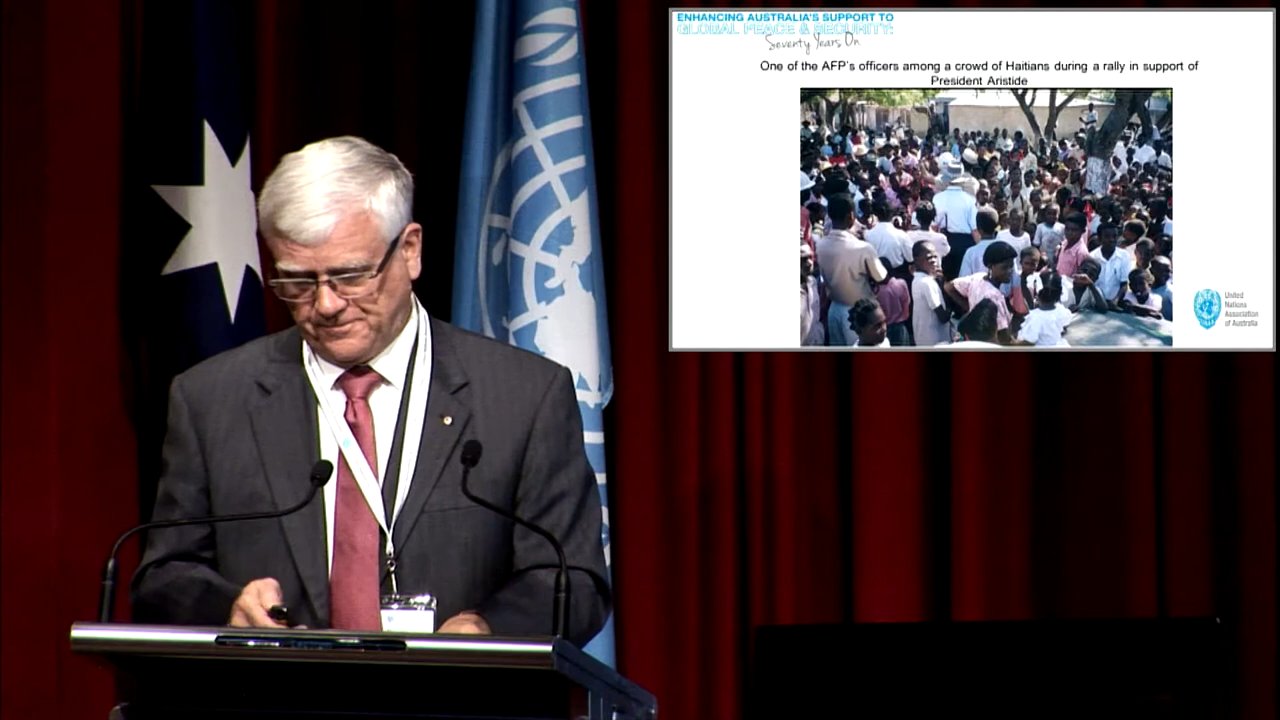 ENHANCING AUSTRALIA'S SUPPORT TO
GLOBAL PEACE & SECURITY:
Seventy Years On
One of the AFP's officers among a crowd of Haitians during a rally in support of
President Aristide
United
Nations
Association
of Australia